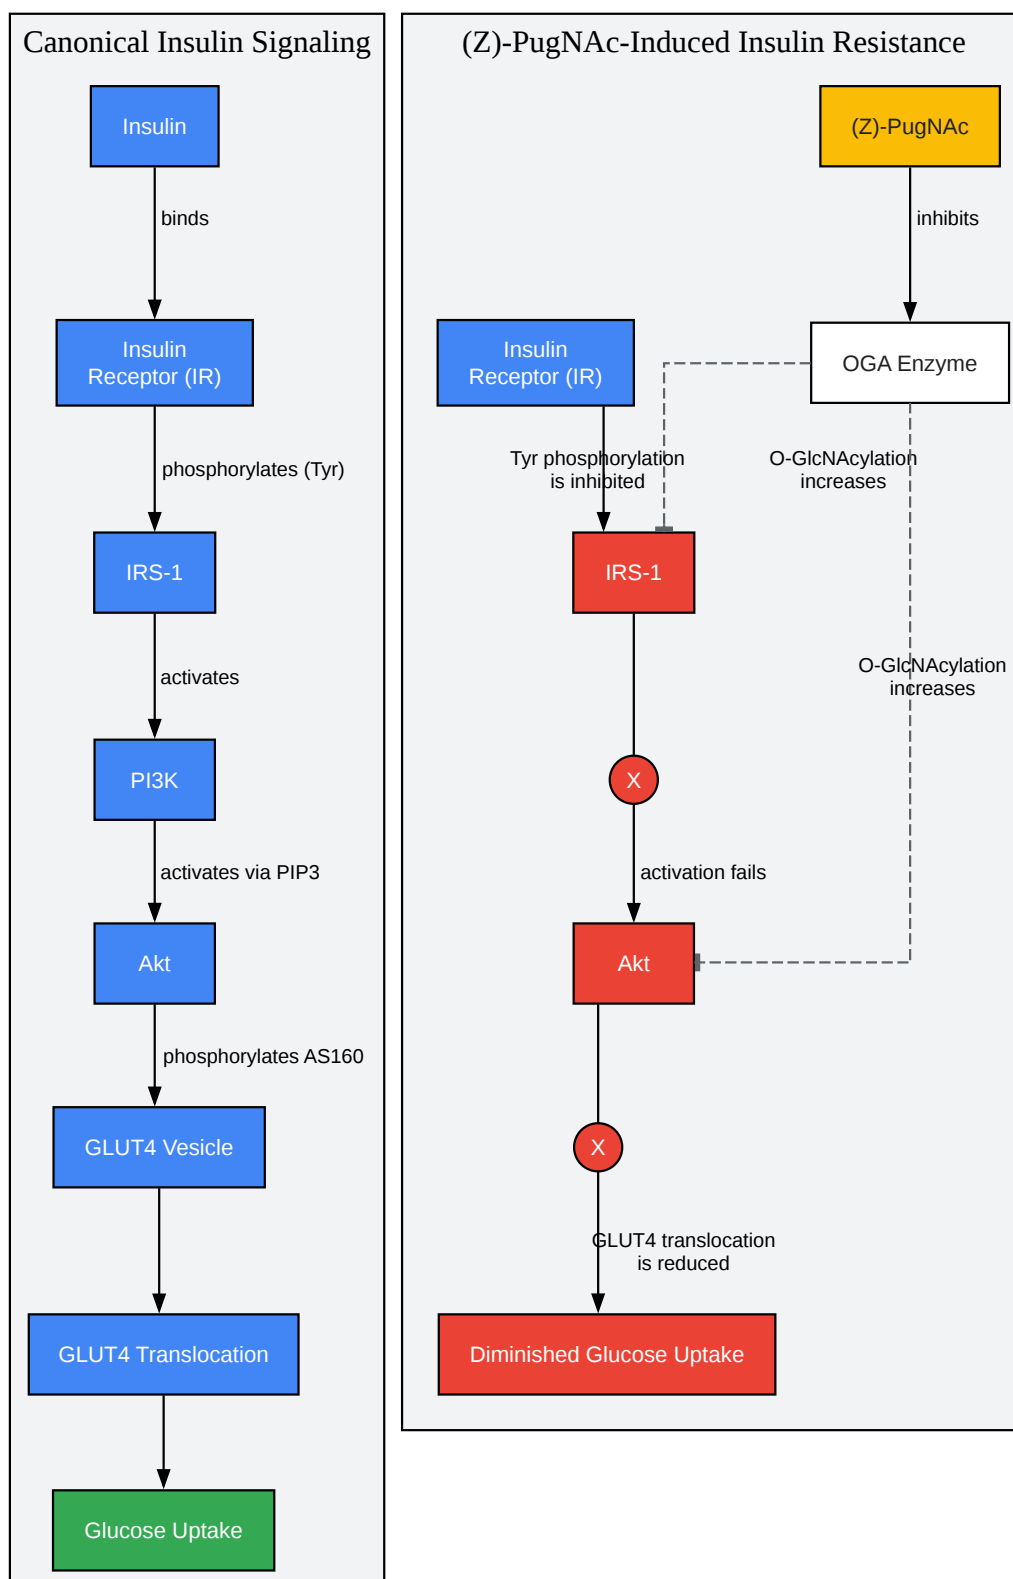 Canonical Insulin Signaling
Insulin
binds
Insulin
Receptor (IR)
phosphorylates (Tyr)
IRS-1
activates
PI3K
activates via PIP3
Akt
phosphorylates AS160
GLUT4 Vesicle
GLUT4 Translocation
Glucose Uptake
(Z)-PugNAc-Induced Insulin Resistance
(Z)-PugNAc
inhibits
Insulin
Receptor (IR)
OGA Enzyme
Tyr phosphorylation
is inhibited
O-GlcNAcylation
increases
IRS-1
O-GlcNAcylation
increases
X
activation fails
Akt
X
GLUT4 translocation
is reduced
Diminished Glucose Uptake